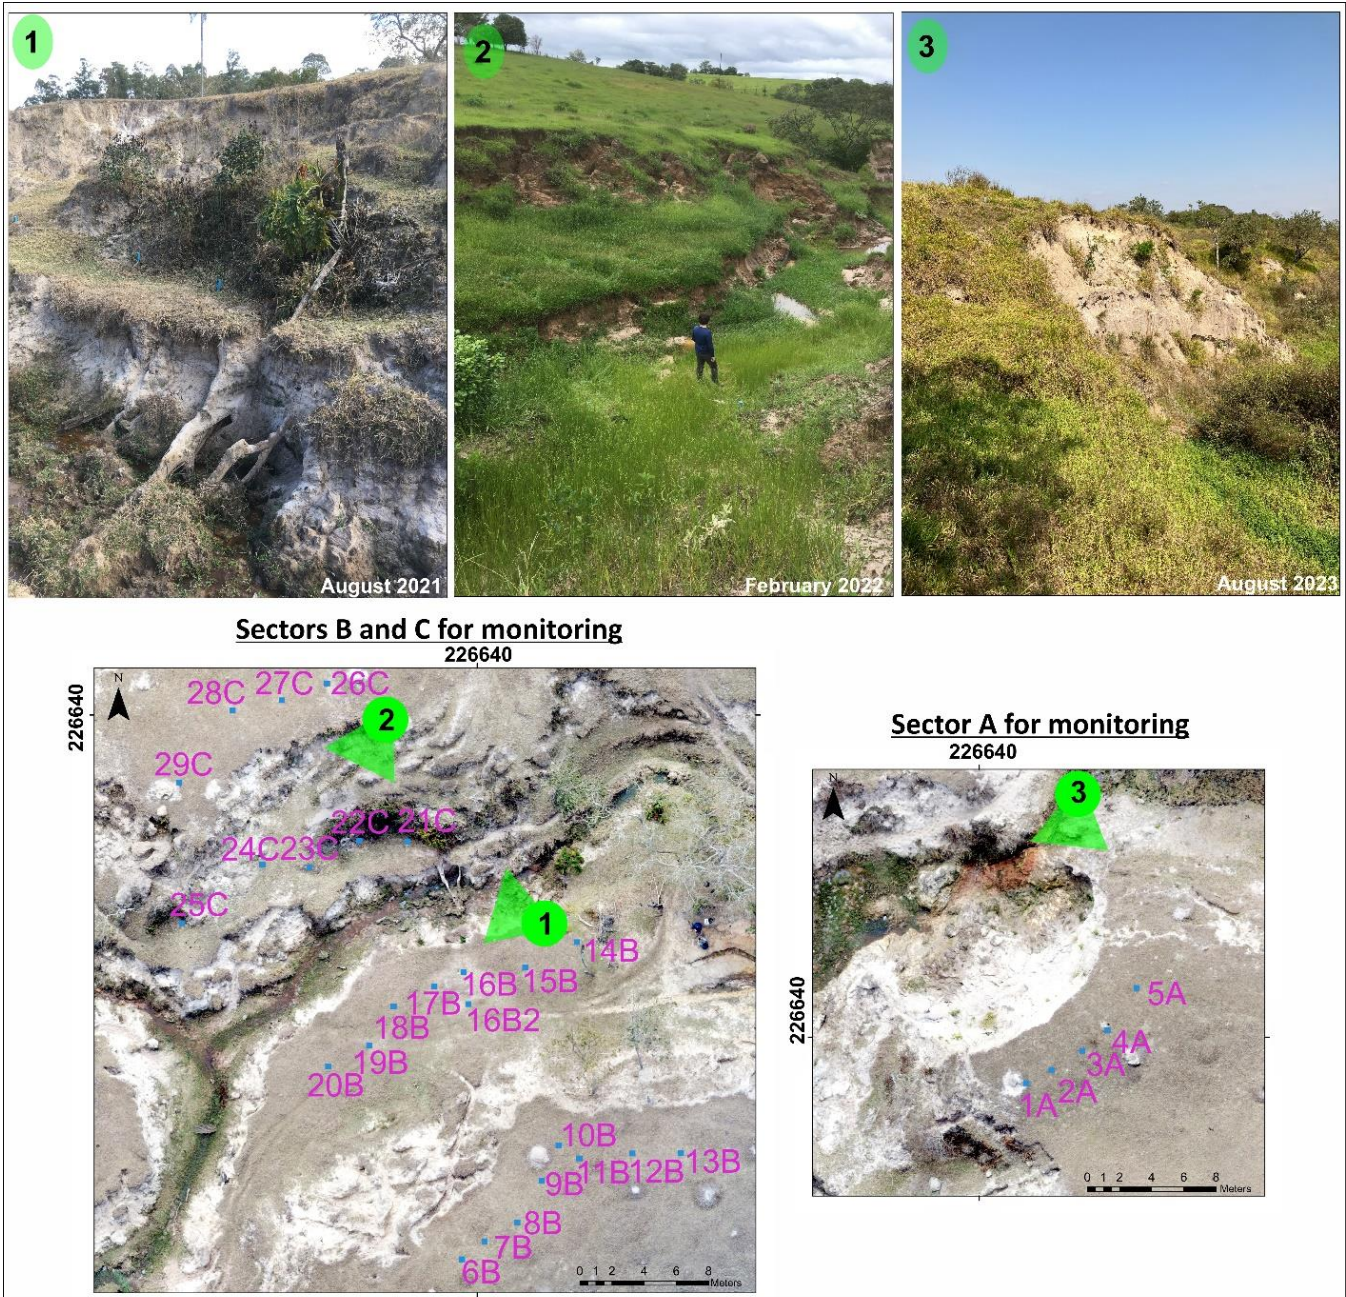 1
2
3
August 2021
February 2022
August 2023
Sectors B and C for monitoring
226640
226640
N
28C
27C
26C
2
29C
22C
21C
24C
23C
25C
1
14B
15B
16B
17B
16B2
18B
19B
20B
10B
11B
12B
13B
9B
8B
7B
6B
0 1 2 4 6 8
Meters
Sector A for monitoring
226640
226640
N
3
5A
4A
3A
2A
1A
0 1 2 4 6 8
Meters